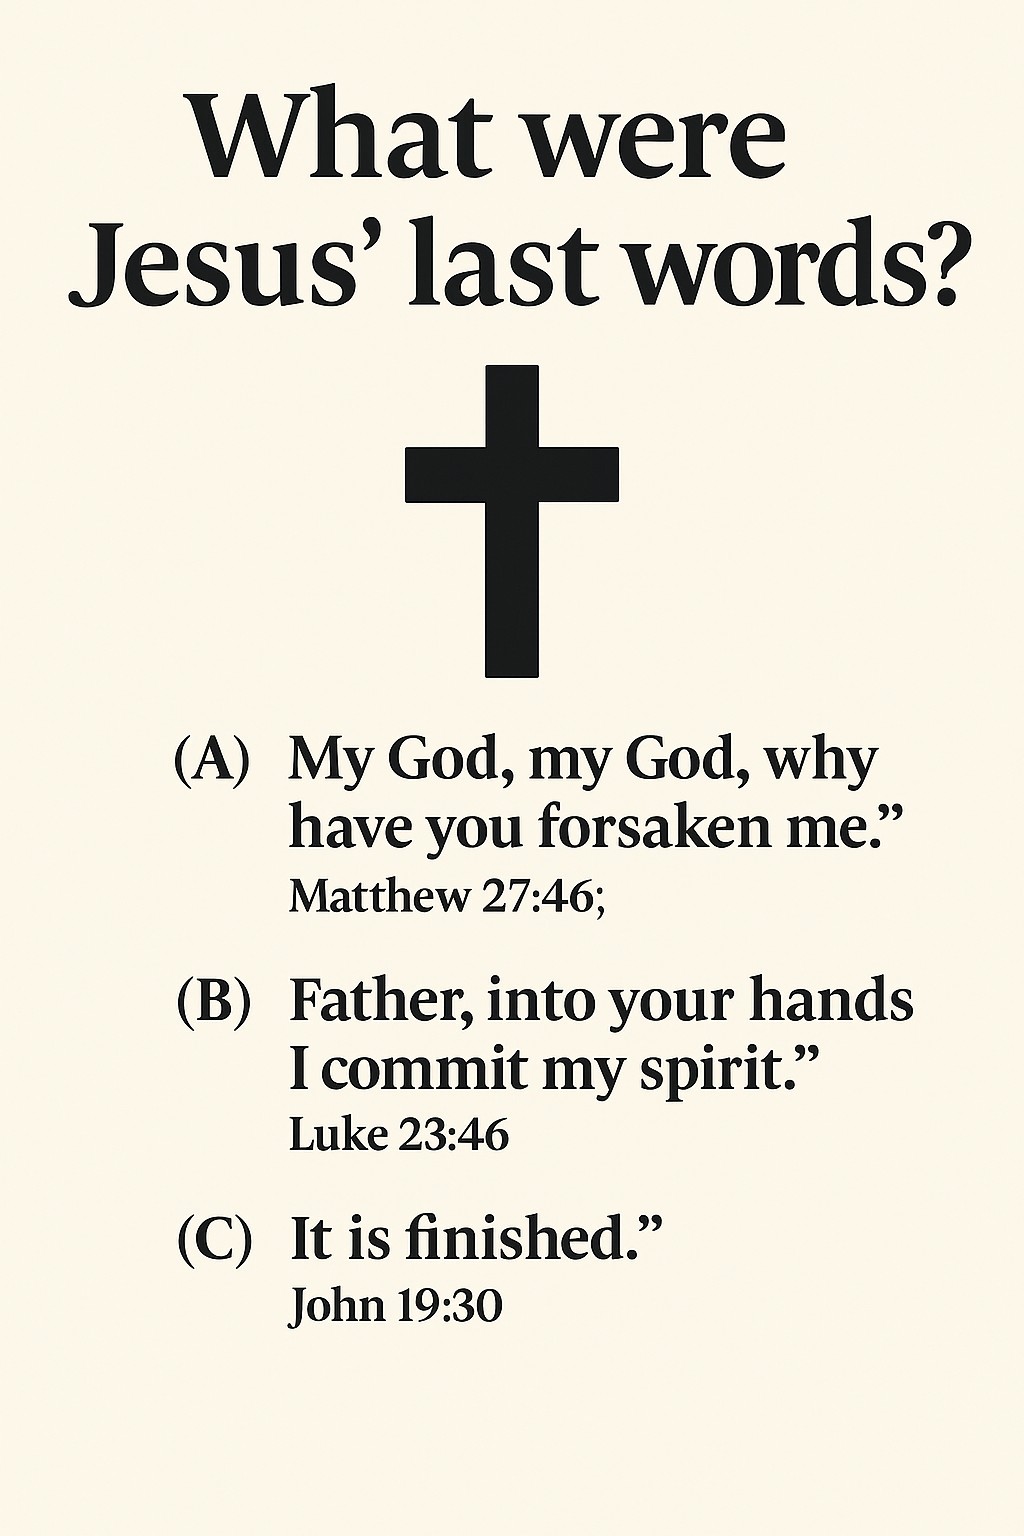 What were
Jesus’ last words?
(A) My God, my God, why
have you forsaken me.”
Matthew 27:46;
(B) Father, into your hands
I commit my spirit.”
Luke 23:46
(C) It is finished.”
John 19:30